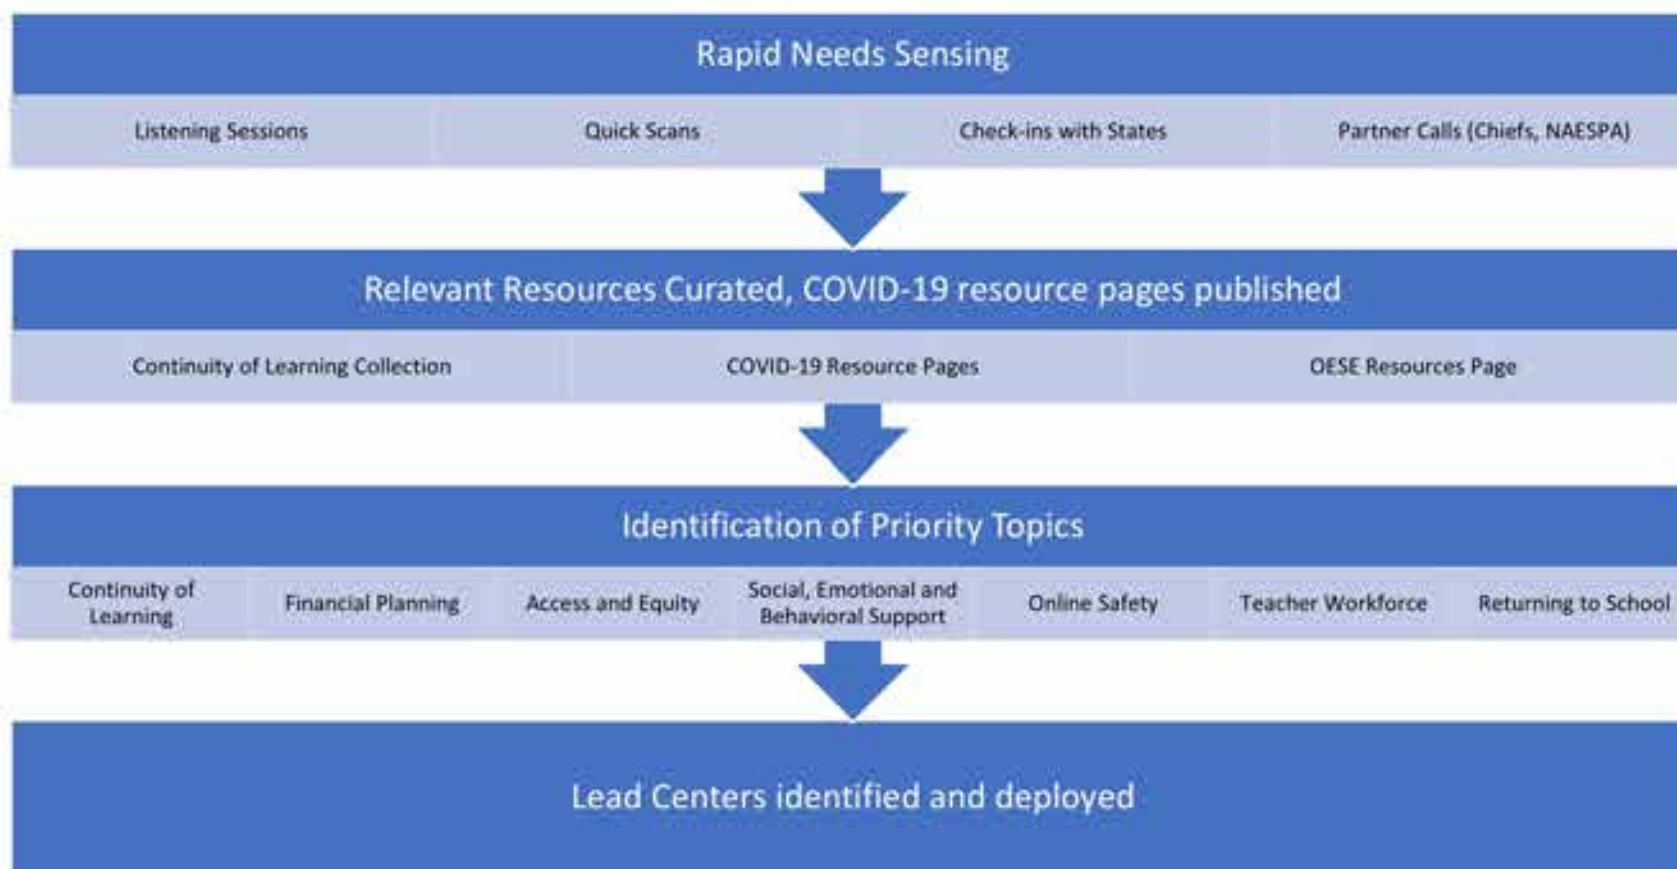 Rapid Needs Sensing
Listening Sessions
Quick Scans
Check-ins with States
Partner Calls (Chiefs, NAESPA)
Relevant Resources Curated, COVID-19 resource pages published
Continuity of Learning Collection
COVID-19 Resource Pages
OESE Resources Page
Identification of Priority Topics
Continuity of
Learning
Financial Planning
Access and Equity
Social, Emotional and
Behavioral Support
Online Safety
Teacher Workforce
Returning to School
Lead Centers identified and deployed